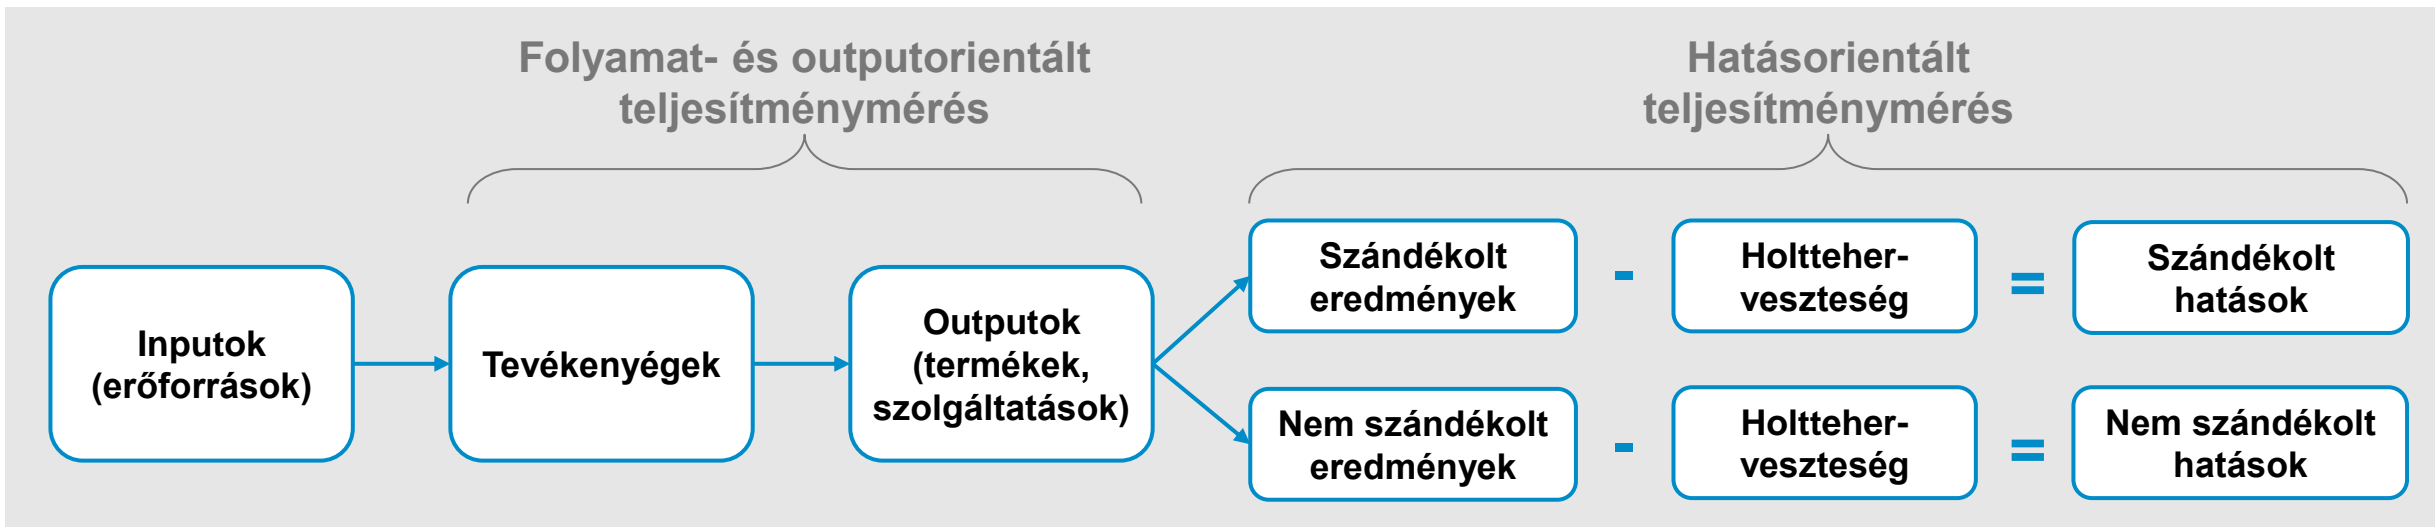 Folyamat- és outputorientált
teljesítménymérés
Hatásorientált
teljesítménymérés
Inputok
(erőforrások)
Tevékenyégek
Outputok
(termékek,
szolgáltatások)
Szándékolt
eredmények
-
Holtteher-
veszteség
=
Szándékolt
hatások
Nem szándékolt
eredmények
-
Holtteher-
veszteség
=
Nem szándékolt
hatások